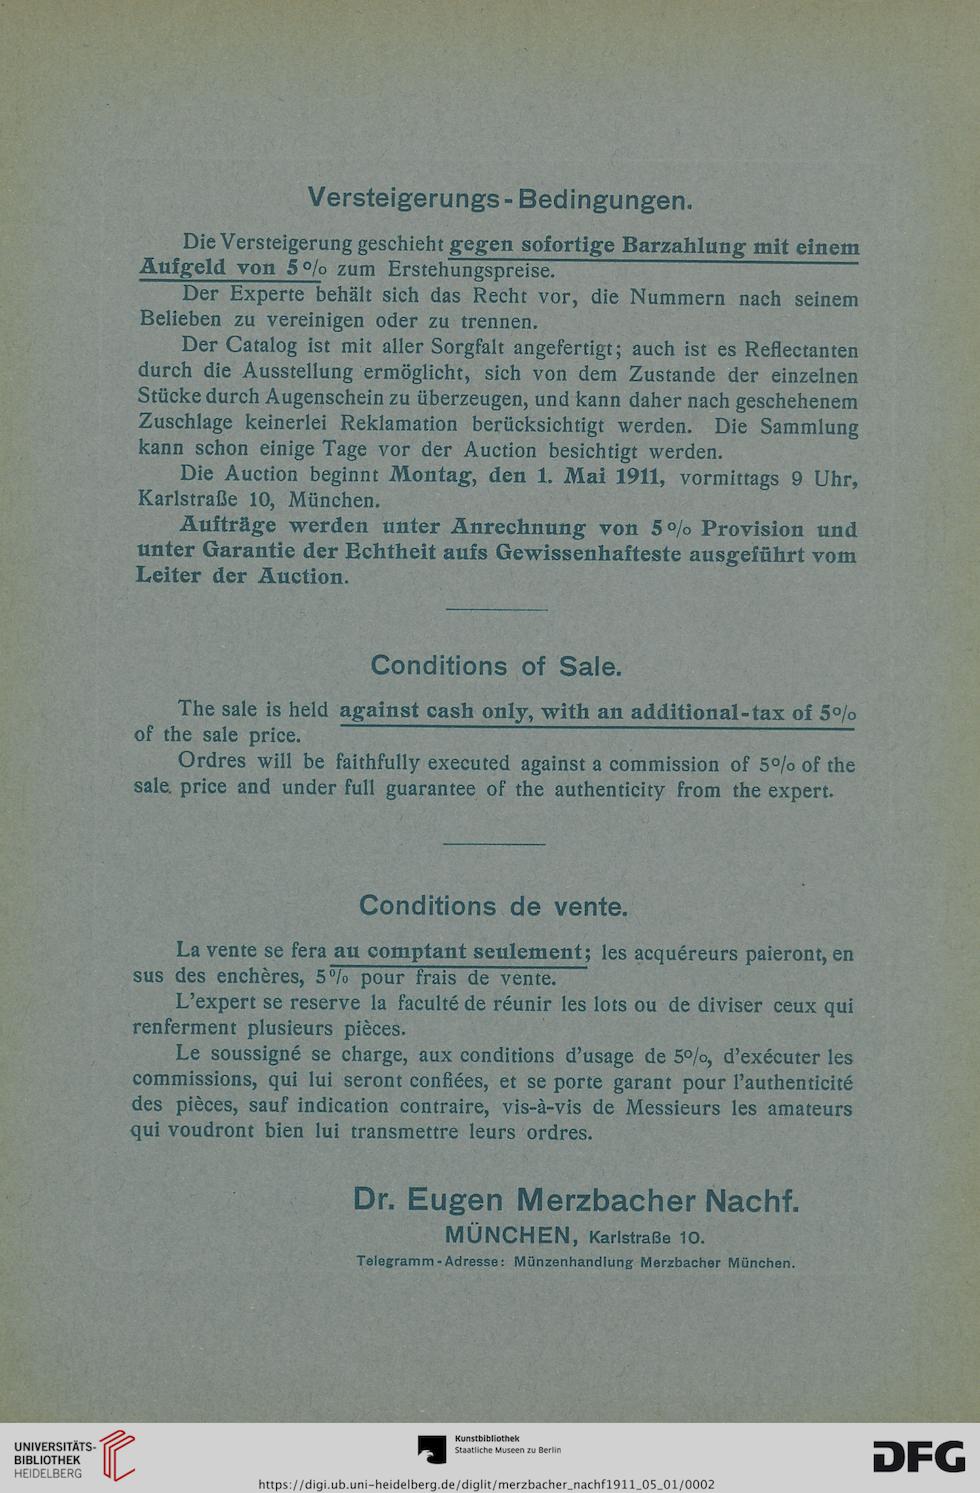 Versteigerungs-Bedingungen.
Die Versteigerung geschieht gegen sofortige Barzahlung mit einem
Aufgeld von 5% zum Erstehungspreise.
Der Experte behält sich das Recht vor, die Nummern nach seinem
Belieben zu vereinigen oder zu trennen.
Der Catalog ist mit aller Sorgfalt angefertigt; auch ist es Reflectanten
durch die Ausstellung ermöglicht, sich von dem Zustande der einzelnen
Stücke durch Augenschein zu überzeugen, und kann daher nach geschehenem
Zuschlage keinerlei Reklamation berücksichtigt werden. Die Sammlung
kann schon einige Tage vor der Auction besichtigt werden.
Die Auction beginnt Montag, den 1. Mai 1911, vormittags 9 Uhr,
Karlstraße 10, München.
Aufträge werden unter Anrechnung von 5% Provision und
unter Garantie der Echtheit aufs Gewissenhafteste ausgeführt vom
Leiter der Auction.
Conditions of Sale.
The sale is held against cash only, with an additional-tax of 5%
of the sale price.
Ordres will be faithfully executed against a commission of 5% of the
sale. price and under full guarantee of the authenticity from the expert.
Conditions de vente.
La vente se fera au comptant seulement; les acquéreurs paieront, en
sus des enchères, 5% pour frais de vente.
L'expert se reserve la faculté de réunir les lots ou de diviser ceux qui
renferment plusieurs pièces.
Le soussigné se charge, aux conditions d'usage de 5%, d'exécuter les
commissions, qui lui seront confiées, et se porte garant pour l'authenticité
des pièces, sauf indication contraire, vis-à-vis de Messieurs les amateurs
qui voudront bien lui transmettre leurs ordres.
Dr. Eugen Merzbacher Nachf.
MÜNCHEN, Karlstraße 10.
Telegramm-Adresse: Münzenhandlung Merzbacher München.
UNIVERSITÄTS-
BIBLIOTHEK
HEIDELBERG
Kunstbibliothek
Staatliche Museen zu Berlin
DFG
https://digi.ub.uni-heidelberg.de/diglit/merzbacher_nachf1911_05_01/0002